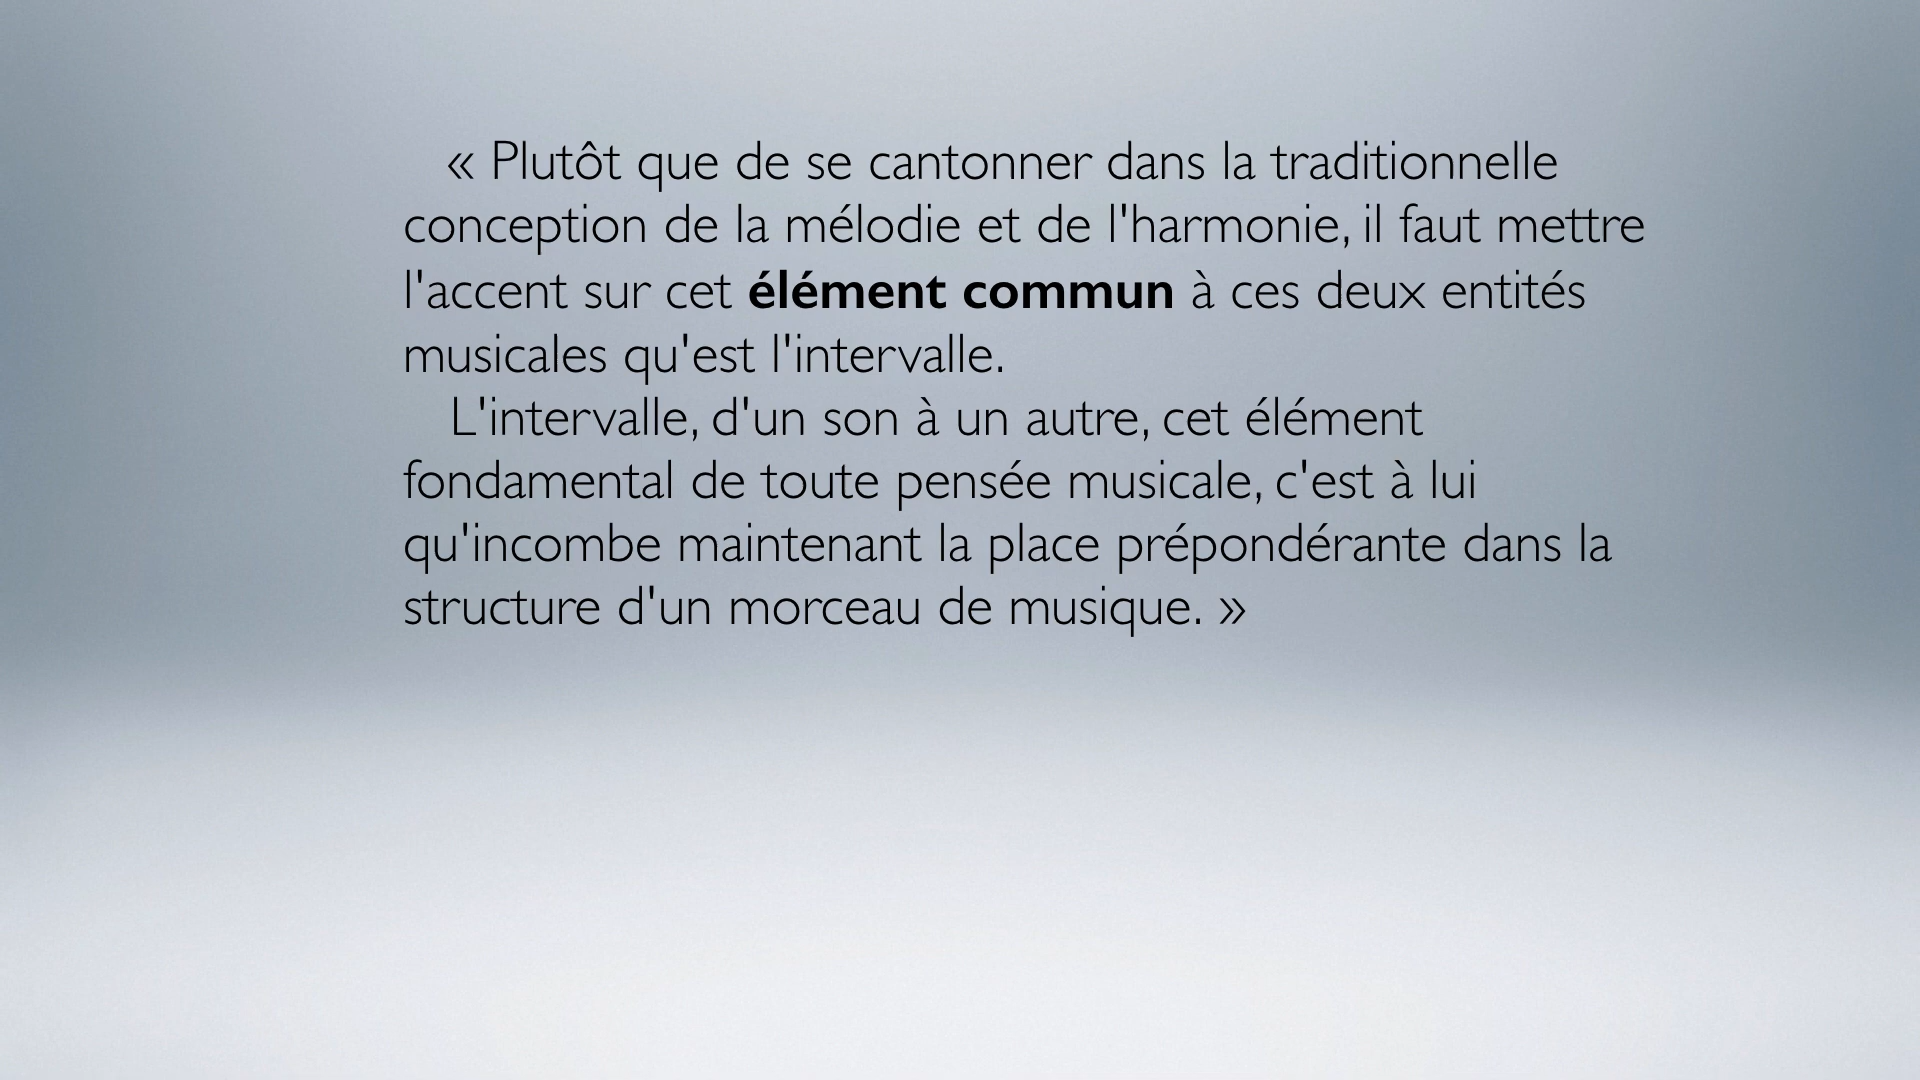 « Plutôt que de se cantonner dans la traditionnelle
conception de la mélodie et de l'harmonie, il faut mettre
l'accent sur cet élément commun à ces deux entités
musicales qu'est l'intervalle.
L'intervalle, d'un son à un autre, cet élément
fondamental de toute pensée musicale, c'est à lui
qu'incombe maintenant la place prépondérante dans la
structure d'un morceau de musique. »